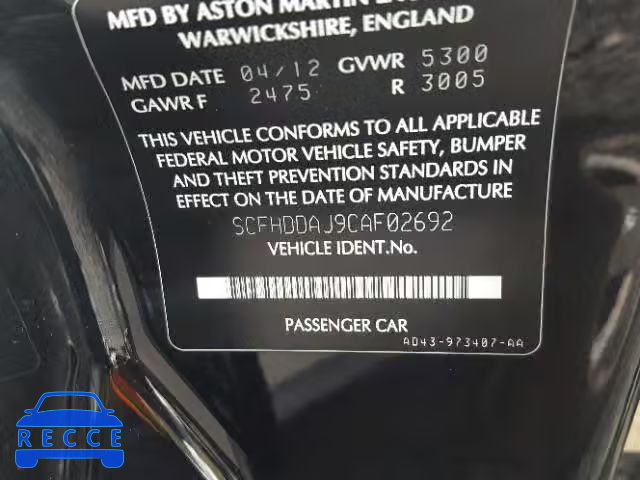 MFD BY ASTON MARTIN
WARWICKSHIRE, ENGLAND
MFD DATE 04/12 GVWR 5300
GAWR F 2475 R 3005
THIS VEHICLE CONFORMS TO ALL APPLICABLE
FEDERAL MOTOR VEHICLE SAFETY, BUMPER
AND THEFT PREVENTION STANDARDS IN
EFFECT ON THE DATE OF MANUFACTURE
SCFHDDAJ9CAF02692
VEHICLE IDENT.No.
PASSENGER CAR
AD43-973407-AA
RECCE